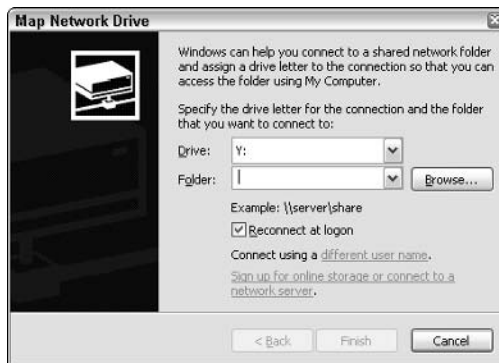 Map Network Drive
Windows can help you connect to a shared network folder
and assign a drive letter to the connection so that you can
access the folder using My Computer.
Specify the drive letter for the connection and the folder
that you want to connect to:
Drive: Y:
Folder: Browse...
Example: \\server\share
Reconnect at logon
Connect using a different user name.
Sign up for online storage or connect to a
network server.
< Back Finish Cancel